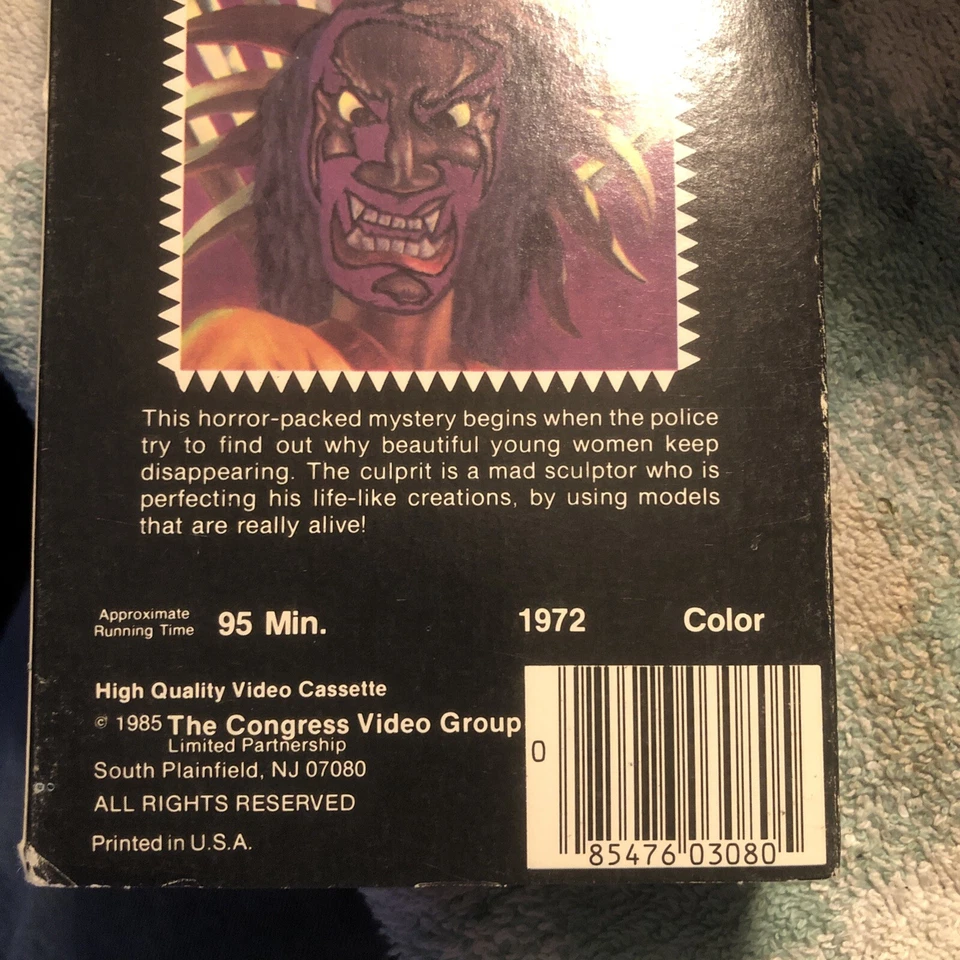 This horror-packed mystery begins when the police
try to find out why beautiful young women keep
disappearing. The culprit is a mad sculptor who is
perfecting his life-like creations, by using models
that are really alive!
Approximate
Running Time 95 Min. 1972 Color
High Quality Video Cassette
© 1985 The Congress Video Group
Limited Partnership
South Plainfield, NJ 07080
ALL RIGHTS RESERVED
Printed in U.S.A.
0 85476 03080